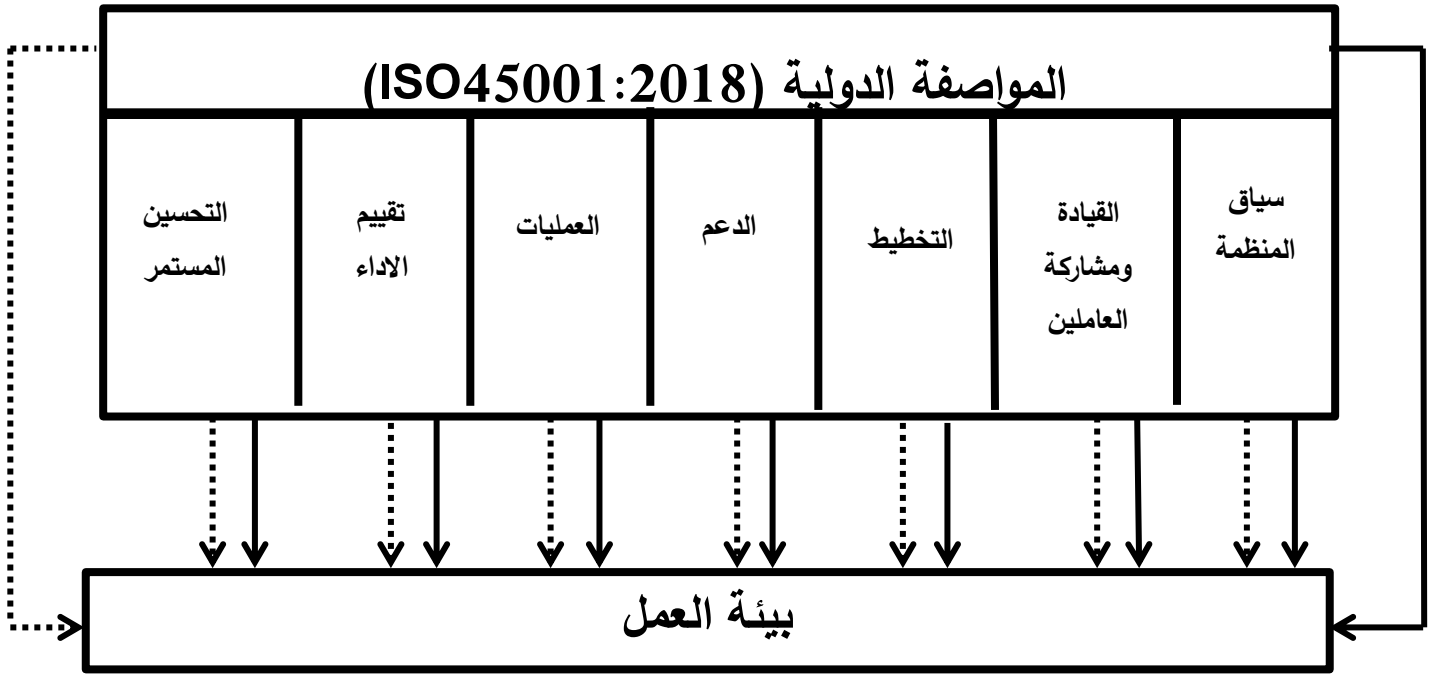 المواصفة الدولية (ISO45001:2018)
سياق
المنظمة
القيادة
ومشاركة
العاملين
التخطيط
الدعم
العمليات
تقييم
الاداء
التحسين
المستمر
بيئة العمل